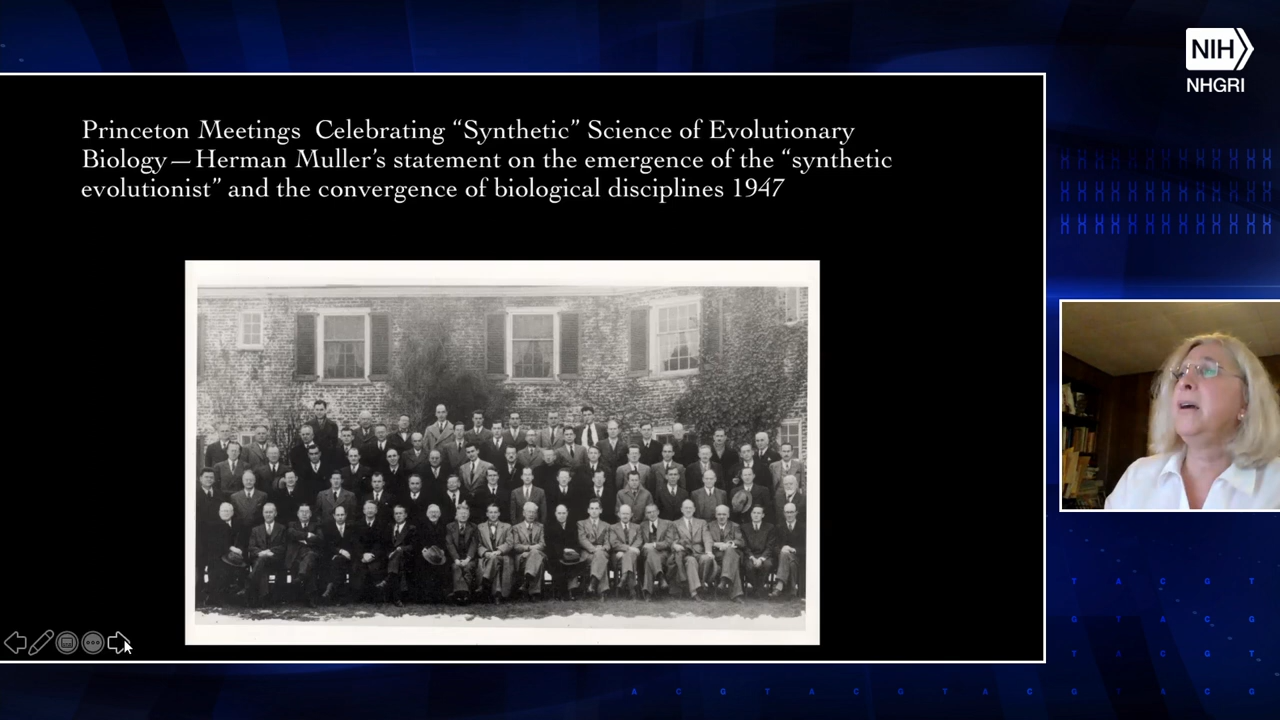 NIH
NHGRI
Princeton Meetings  Celebrating “Synthetic” Science of Evolutionary
Biology—Herman Muller’s statement on the emergence of the “synthetic
evolutionist” and the convergence of biological disciplines 1947
T A C G T
G T A C G
T A C G T
A C G T A C G T A C G T A C G